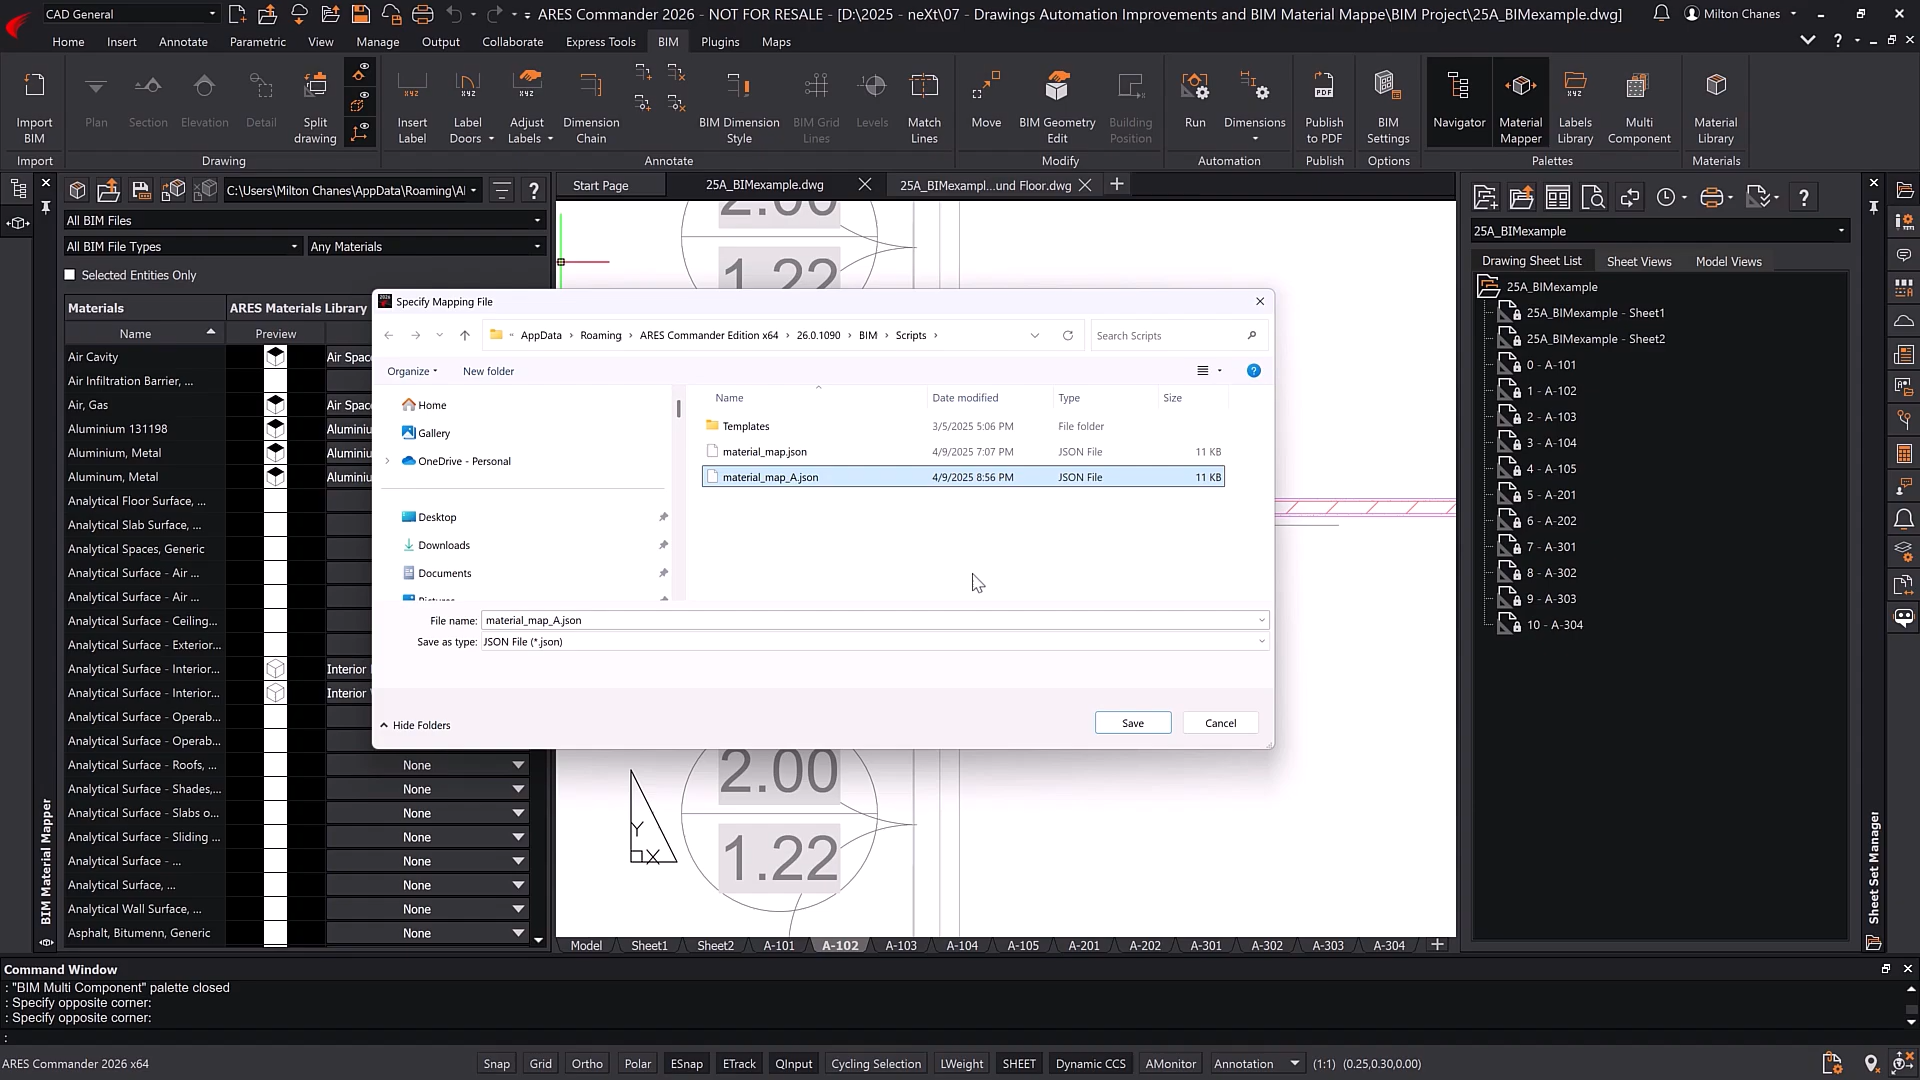 CAD General
ARES Commander 2026 - NOT FOR RESALE - [D:\2025 - neXt\07 - Drawings Automation Improvements and BIM Material Mappe\BIM Project\25A_BIMexample.dwg]
Milton Chanes
Home Insert Annotate Parametric View Manage Output Collaborate Express Tools BIM Plugins Maps
Import BIM
Plan
Section
Elevation
Detail
Split drawing
Insert Label
Label Doors
Adjust Labels
Dimension Chain
BIM Dimension Style
BIM Grid Lines
Levels
Match Lines
Move
BIM Geometry Edit
Building Position
Run
Dimensions
Publish to PDF
BIM Settings
Navigator
Material Mapper
Labels Library
Multi Component
Material Library
Import Drawing Annotate Modify Automation Publish Options Palettes Materials
C:\Users\Milton Chanes\AppData\Roaming\A
All BIM Files
All BIM File Types Any Materials
Selected Entities Only
Materials ARES Materials Library
Name Preview
Air Cavity Air Space
Air Infiltration Barrier, ...
Air, Gas Air Space
Aluminium 131198 Aluminiu
Aluminium, Metal Aluminiu
Aluminum, Metal Aluminiu
Analytical Floor Surface, ...
Analytical Slab Surface, ...
Analytical Spaces, Generic
Analytical Surface - Air ...
Analytical Surface - Air ...
Analytical Surface - Ceiling...
Analytical Surface - Exterior...
Analytical Surface - Interior... Interior
Analytical Surface - Interior... Interior
Analytical Surface - Operab...
Analytical Surface - Operab...
Analytical Surface - Roofs, ... None
Analytical Surface - Shades,... None
Analytical Surface - Slabs o... None
Analytical Surface - Sliding ... None
Analytical Surface - ... None
Analytical Surface, ... None
Analytical Wall Surface, ... None
Asphalt, Bitumenn, Generic None
BIM Material Mapper
Start Page 25A_BIMexample.dwg 25A_BIMexampl...und Floor.dwg
2.00
1.22
Specify Mapping File
AppData Roaming ARES Commander Edition x64 26.0.1090 BIM Scripts
Search Scripts
Organize New folder
Home
Gallery
OneDrive - Personal
Desktop
Downloads
Documents
Pictures
Name Date modified Type Size
Templates 3/5/2025 5:06 PM File folder
material_map.json 4/9/2025 7:07 PM JSON File 11 KB
material_map_A.json 4/9/2025 8:56 PM JSON File 11 KB
File name: material_map_A.json
Save as type: JSON File (*.json)
Hide Folders
Save Cancel
2.00
1.22
Y
X
Model Sheet1 Sheet2 A-101 A-102 A-103 A-104 A-105 A-201 A-202 A-301 A-302 A-303 A-304
25A_BIMexample
Drawing Sheet List Sheet Views Model Views
25A_BIMexample
25A_BIMexample - Sheet1
25A_BIMexample - Sheet2
0 - A-101
1 - A-102
2 - A-103
3 - A-104
4 - A-105
5 - A-201
6 - A-202
7 - A-301
8 - A-302
9 - A-303
10 - A-304
Sheet Set Manager
Command Window
: "BIM Multi Component" palette closed
: Specify opposite corner:
: Specify opposite corner:
:
ARES Commander 2026 x64
Snap Grid Ortho Polar ESnap ETrack QInput Cycling Selection LWeight SHEET Dynamic CCS AMonitor Annotation (1:1) (0.25,0.30,0.00)